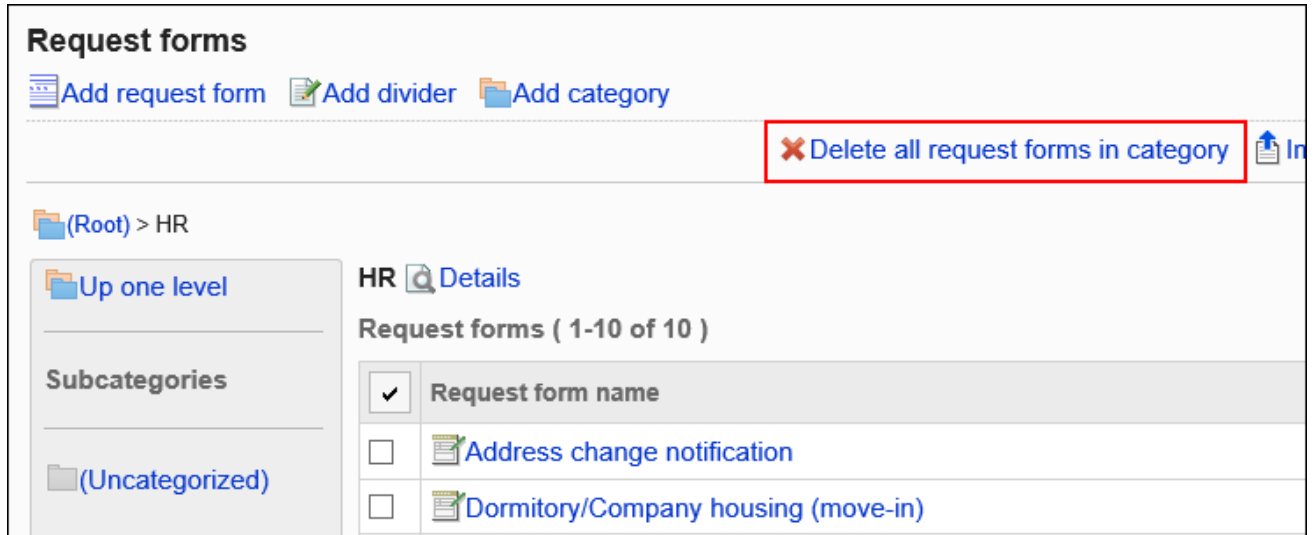 Request forms
Add request form Add divider Add category
Delete all request forms in category
(Root) > HR
Up one level
HR Details
Request forms ( 1-10 of 10 )
Subcategories
Request form name
Address change notification
(Uncategorized)
Dormitory/Company housing (move-in)